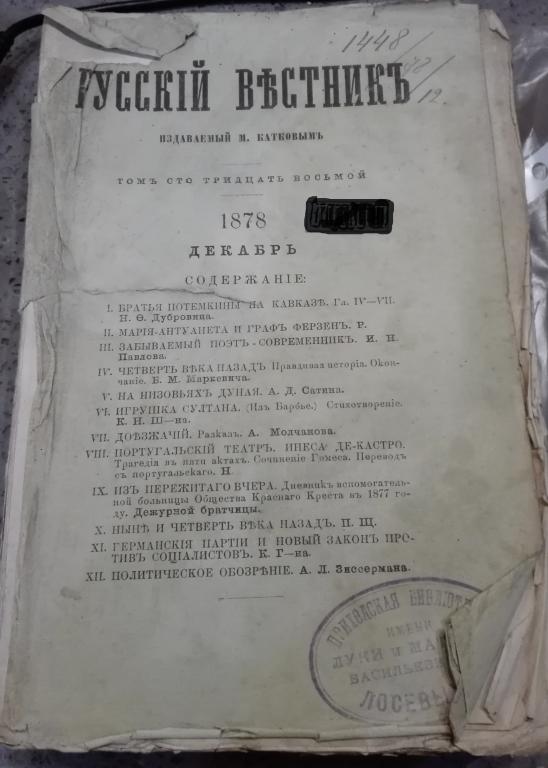 1448/
48/
12.
РУССКІЙ ВѢСТНИКЪ
ИЗДАВАЕМЫЙ М. КАТКОВЫМЪ
ТОМЪ СТО ТРИДЦАТЬ ВОСЬМОЙ
1878
ДЕКАБРЬ
СОДЕРЖАНІЕ:
I. БРАТЬЯ ПОТЕМКИНЫ НА КАВКАЗѢ. Гл. IV—VII.
Н. Ѳ. Дубровина.
II. МАРІЯ-АНТУАНЕТА И ГРАФЪ ФЕРЗЕНЪ. Р.
III. ЗАБЫВАЕМЫЙ ПОЭТЪ-СОВРЕМЕННИКЪ. И. Н.
Павлова.
IV. ЧЕТВЕРТЬ ВѢКА НАЗАДЪ. Правдивая исторія. Окон-
чаніе. Б. М. Маркевича.
V. НА НИЗОВЬЯХЪ ДУНАЯ. А. Д. Сатина.
VI. ИГРУШКА СУЛТАНА. (Изъ Барбье.) Стихотвореніе.
К. Н. Ш—на.
VII. ДОѢЗЖАЧІЙ. Разказъ. А. Молчанова.
VIII. ПОРТУГАЛЬСКІЙ ТЕАТРЪ. ИНЕСА ДЕ-КАСТРО.
Трагедія въ пяти актахъ. Сочиненіе Гомеса. Переводъ
съ португальскаго. Н
IX. ИЗЪ ПЕРЕЖИТАГО ВЧЕРА. Дневникъ вспомогатель-
ной больницы Общества Краснаго Креста въ 1877 го-
ду. Дежурной братчицы.
X. НЫНѢ И ЧЕТВЕРТЬ ВѢКА НАЗАДЪ. П. Щ.
XI. ГЕРМАНСКІЯ ПАРТІИ И НОВЫЙ ЗАКОНЪ ПРО-
ТИВЪ СОЦІАЛИСТОВЪ. К. Г—на.
XII. ПОЛИТИЧЕСКОЕ ОБОЗРѢНІЕ. А. Л. Зиссермана.
ИМЕНИ
ЛУКИ И
ЛОСЕВЫ